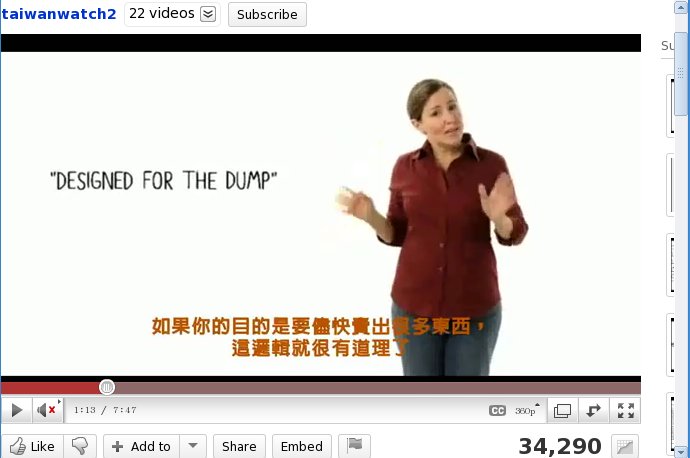 taiwanwatch2 22 videos Subscribe
Su
"DESIGNED FOR THE DUMP"
如果你的目的是要儘快賣出很多東西，
這邏輯就很有道理了
1:13 / 7:47 CC 360p
Like Add to Share Embed 34,290